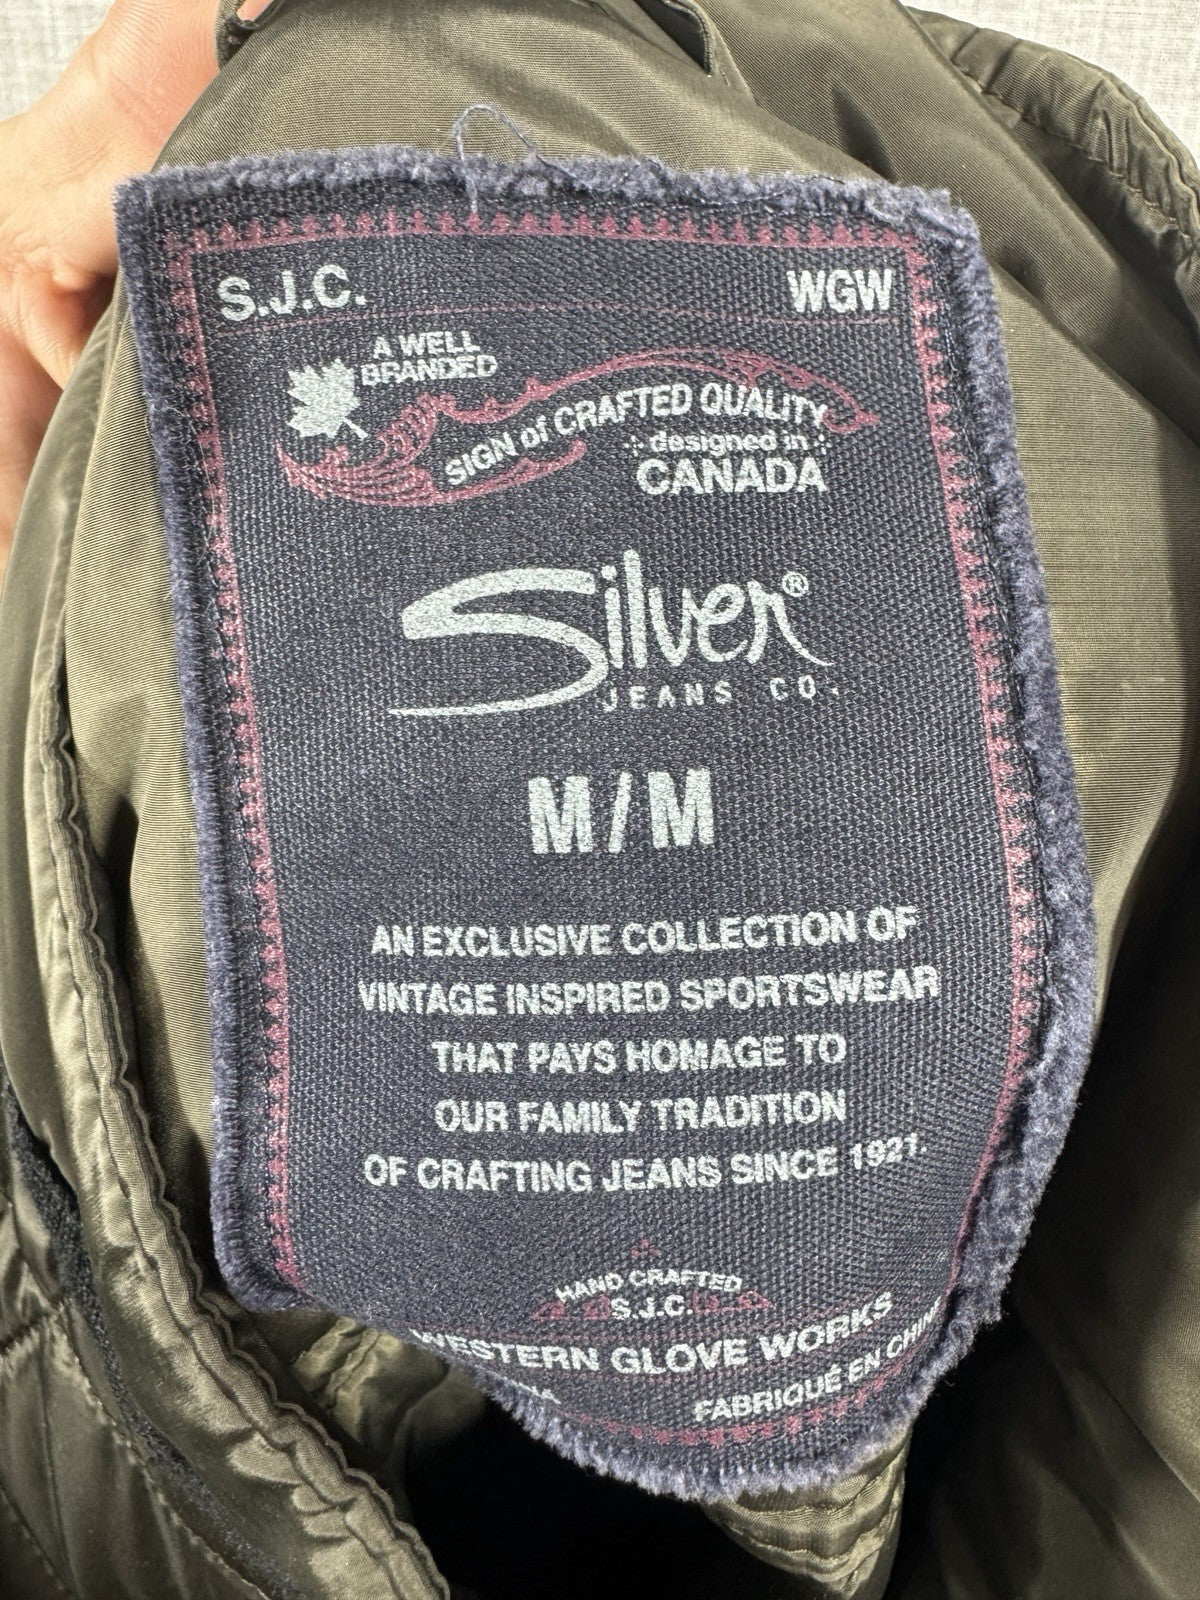 S.J.C. WGW
A WELL
BRANDED
SIGN of CRAFTED QUALITY
designed in
CANADA
Silver®
JEANS CO.
M/M
AN EXCLUSIVE COLLECTION OF
VINTAGE INSPIRED SPORTSWEAR
THAT PAYS HOMAGE TO
OUR FAMILY TRADITION
OF CRAFTING JEANS SINCE 1921.
HAND CRAFTED
S.J.C.
WESTERN GLOVE WORKS
FABRIQUÉ EN